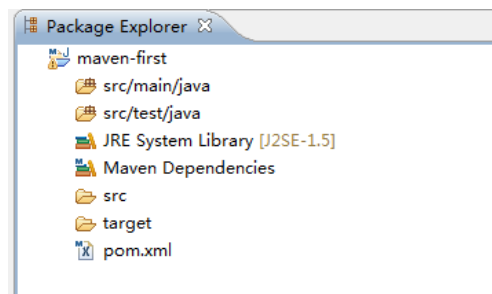 Package Explorer
maven-first
src/main/java
src/test/java
JRE System Library [J2SE-1.5]
Maven Dependencies
src
target
pom.xml